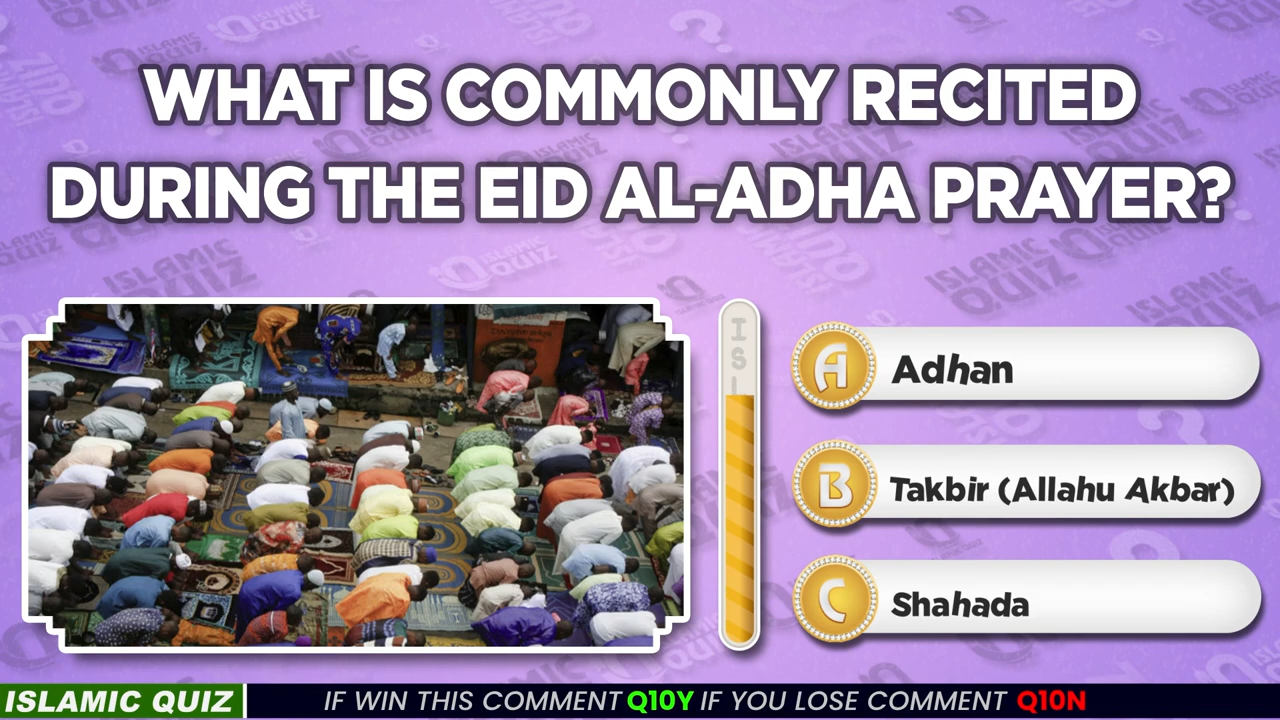 WHAT IS COMMONLY RECITED
DURING THE EID AL-ADHA PRAYER?
ISL
A Adhan
B Takbir (Allahu Akbar)
C Shahada
ISLAMIC QUIZ IF WIN THIS COMMENT Q10Y IF YOU LOSE COMMENT Q10N